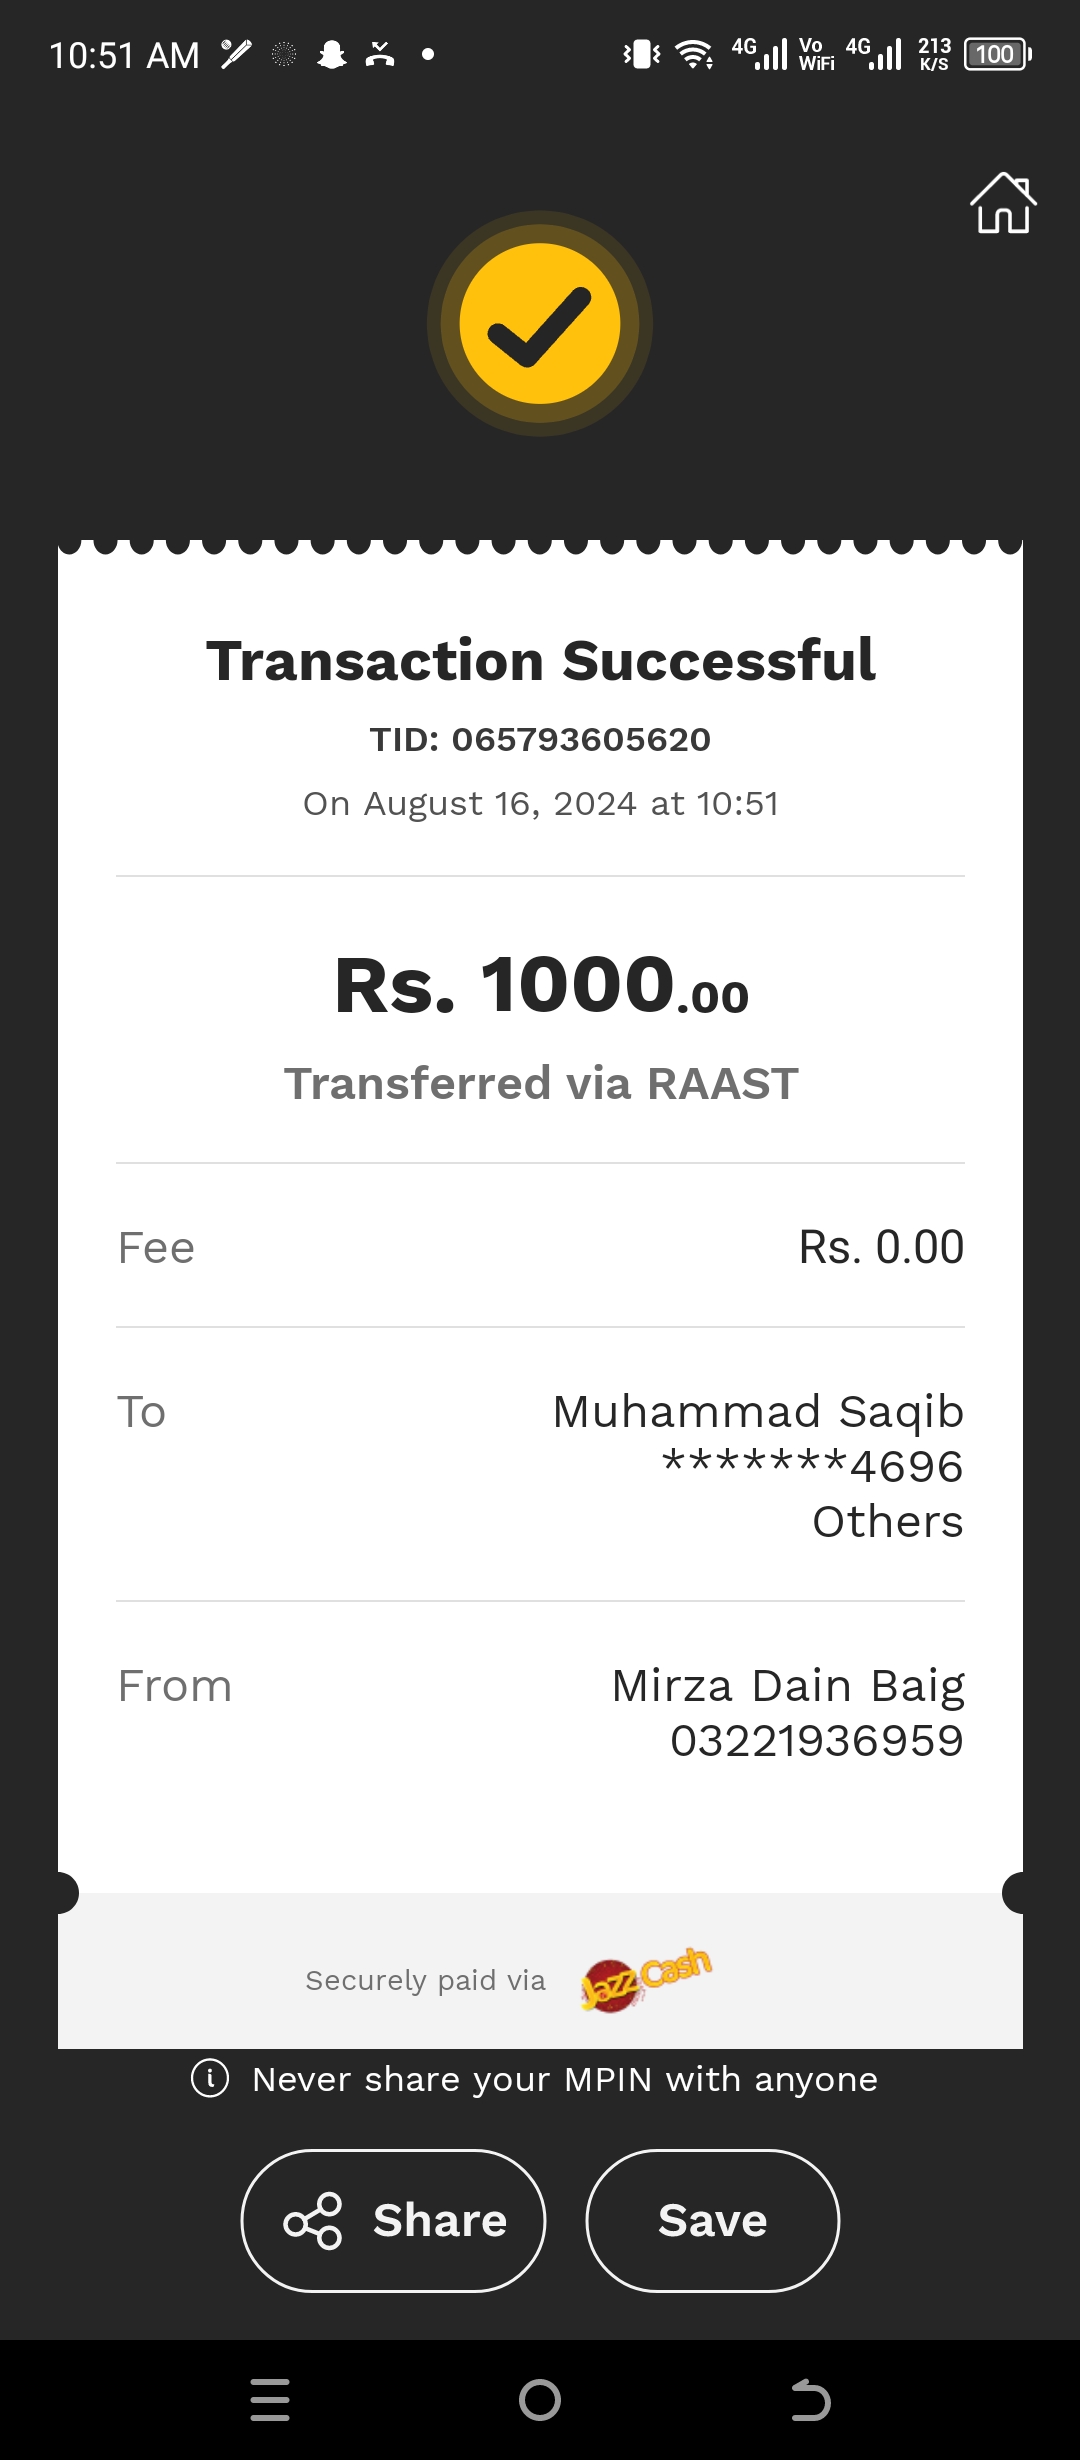 10:51 AM 4G Vo WiFi 4G 213 K/S 100
Transaction Successful
TID: 065793605620
On August 16, 2024 at 10:51
Rs. 1000.00
Transferred via RAAST
Fee Rs. 0.00
To Muhammad Saqib
*******4696
Others
From Mirza Dain Baig
03221936959
Securely paid via JazzCash
Never share your MPIN with anyone
Share Save